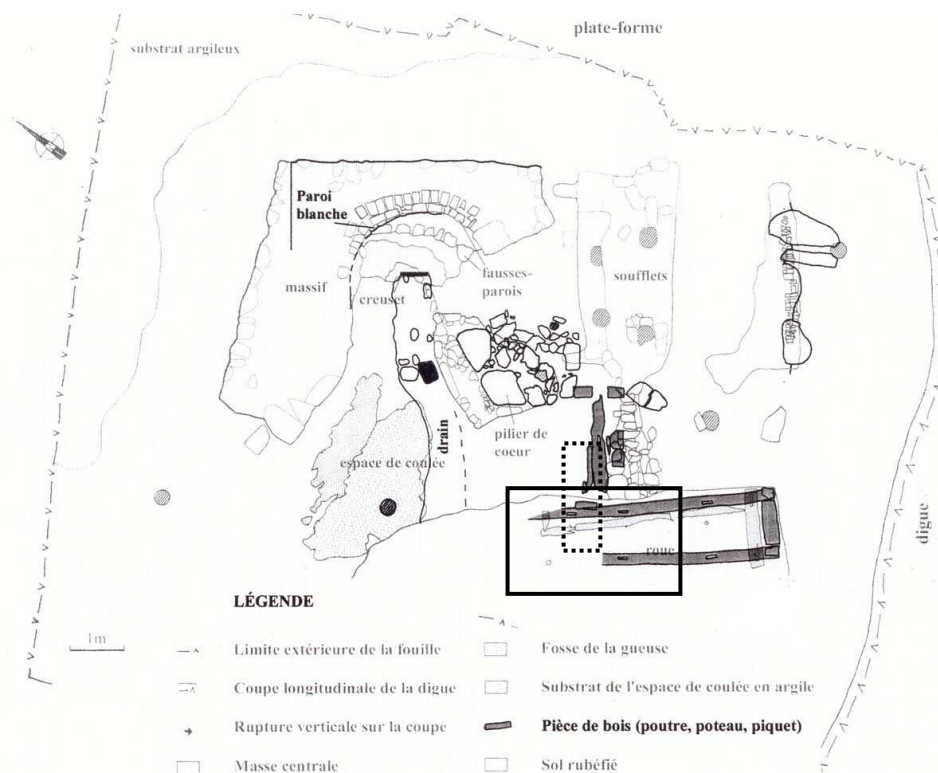 plate-forme
substrat argileux
Paroi
blanche
massif
creuset
fausses-
parois
soufflets
pilier de
coeur
drain
espace de coulée
roue
digue
LÉGENDE
1m
Limite extérieure de la fouille
Coupe longitudinale de la digue
Rupture verticale sur la coupe
Masse centrale
Fosse de la gueuse
Substrat de l'espace de coulée en argile
Pièce de bois (poutre, poteau, piquet)
Sol rubéfié